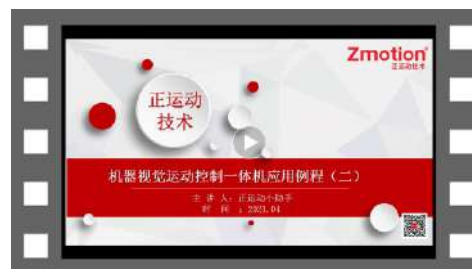 Zmotion
正运动技术
正运动
技术
机器视觉运动控制一体机应用例程（二）
主 讲 人：正运动小助手
时 间 ：2021.04